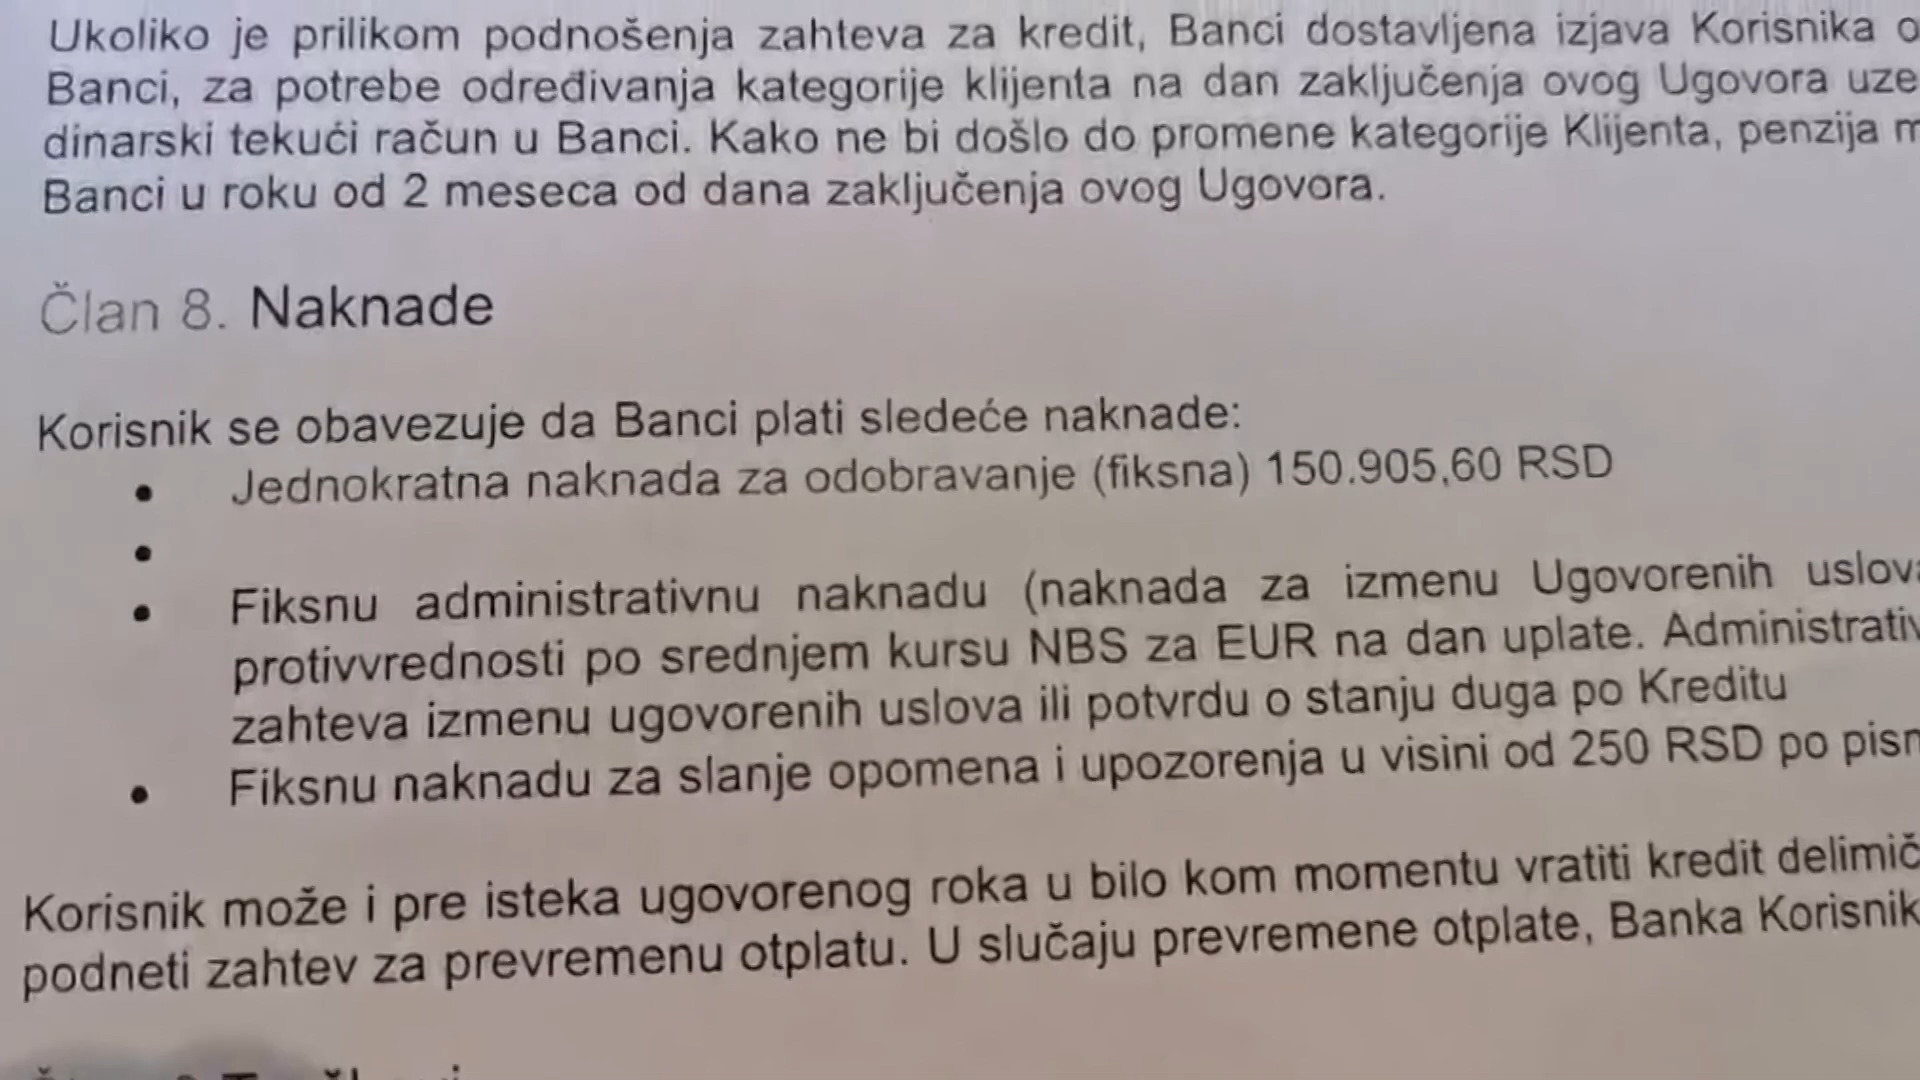 Ukoliko je prilikom podnošenja zahteva za kredit, Banci dostavljena izjava Korisnika
Banci, za potrebe određivanja kategorije klijenta na dan zaključenja ovog Ugovora
dinarski tekući račun u Banci. Kako ne bi došlo do promene kategorije Klijenta, penzija
Banci u roku od 2 meseca od dana zaključenja ovog Ugovora.
Član 8. Naknade
Korisnik se obavezuje da Banci plati sledeće naknade:
• Jednokratna naknada za odobravanje (fiksna) 150.905,60 RSD
•
• Fiksnu administrativnu naknadu (naknada za izmenu Ugovorenih
protivvrednosti po srednjem kursu NBS za EUR na dan uplate.
zahteva izmenu ugovorenih uslova ili potvrdu o stanju duga po Kreditu
• Fiksnu naknadu za slanje opomena i upozorenja u visini od 250 RSD po
Korisnik može i pre isteka ugovorenog roka u bilo kom momentu vratiti kredit
podneti zahtev za prevremenu otplatu. U slučaju prevremene otplate, Banka